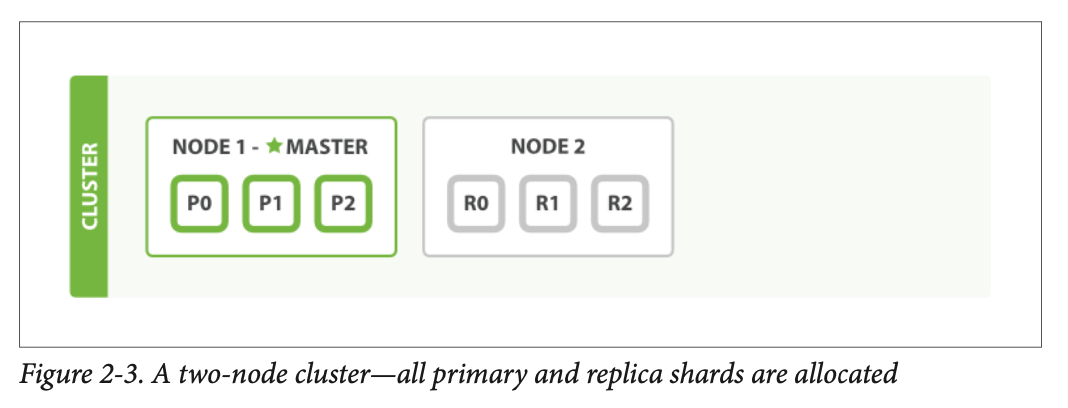 CLUSTER
NODE 1 - ★MASTER
P0 P1 P2
NODE 2
R0 R1 R2
Figure 2-3. A two-node cluster—all primary and replica shards are allocated